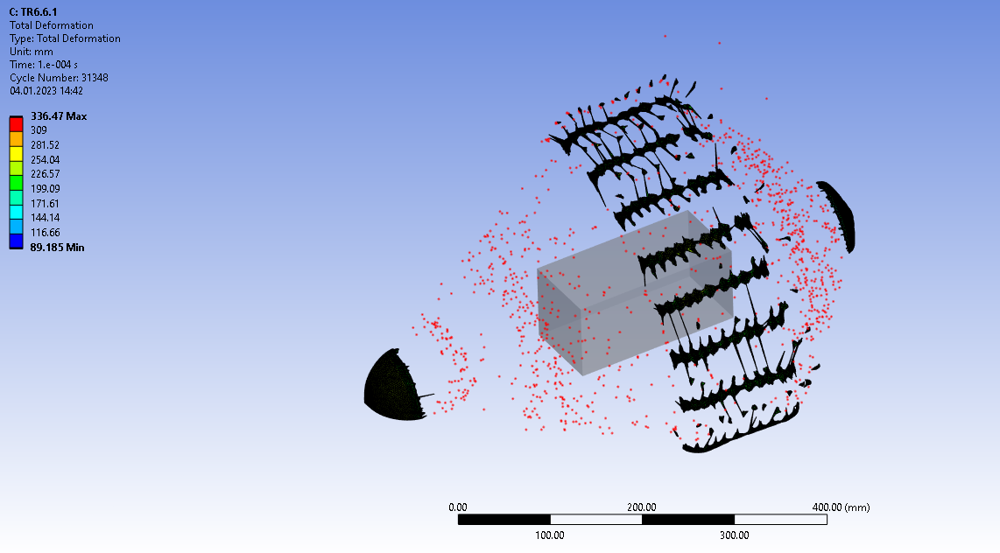 C: TR6.6.1
Total Deformation
Type: Total Deformation
Unit: mm
Time: 1.e-004 s
Cycle Number: 31348
04.01.2023 14:42
336.47 Max
309
281.52
254.04
226.57
199.09
171.61
144.14
116.66
89.185 Min
0.00 200.00 400.00 (mm)
100.00 300.00